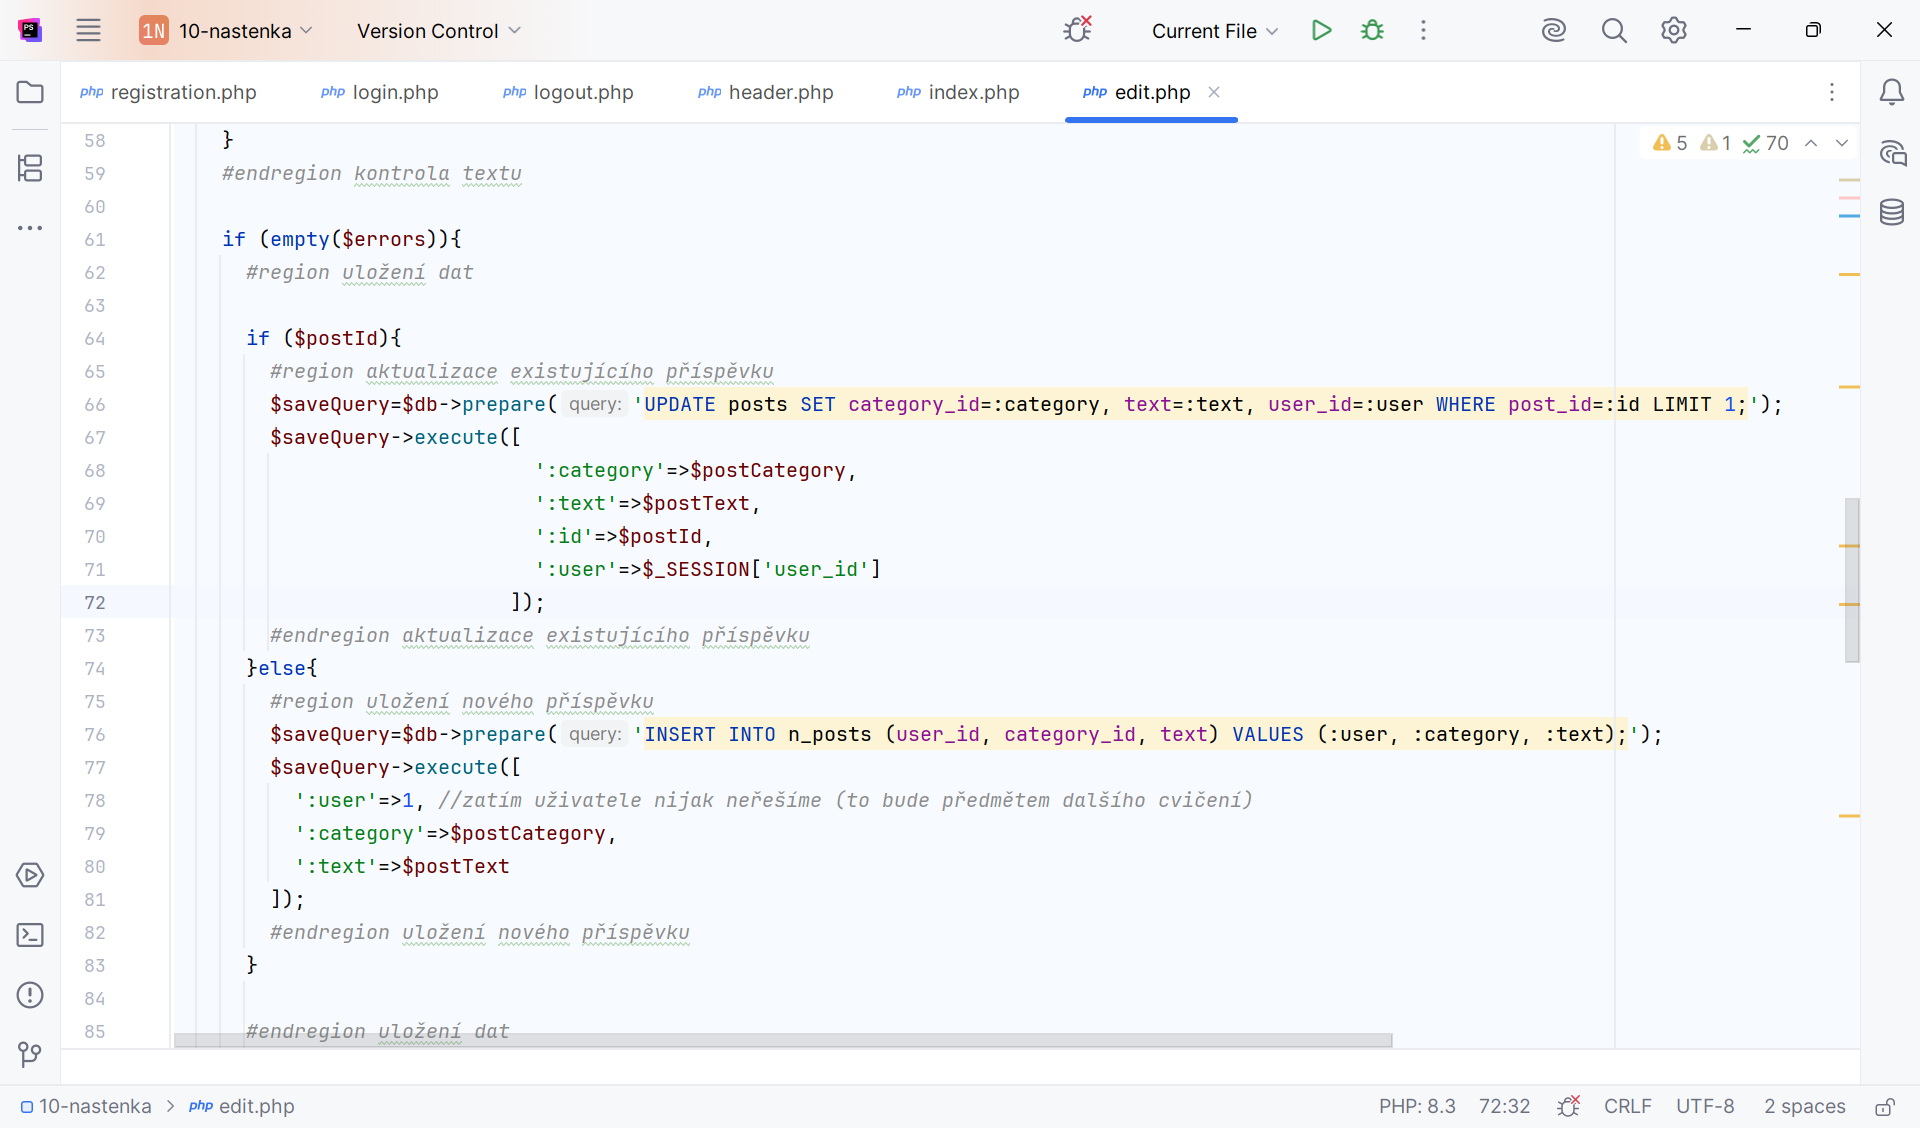 1N 10-nastenka Version Control Current File
php registration.php php login.php php logout.php php header.php php index.php php edit.php
5 1 70
58 }
59 #endregion kontrola textu
60
61 if (empty($errors)){
62 #region uložení dat
63
64 if ($postId){
65 #region aktualizace existujícího příspěvku
66 $saveQuery=$db->prepare( query: 'UPDATE posts SET category_id=:category, text=:text, user_id=:user WHERE post_id=:id LIMIT 1;');
67 $saveQuery->execute([
68 ':category'=>$postCategory,
69 ':text'=>$postText,
70 ':id'=>$postId,
71 ':user'=>$_SESSION['user_id']
72 ]);
73 #endregion aktualizace existujícího příspěvku
74 }else{
75 #region uložení nového příspěvku
76 $saveQuery=$db->prepare( query: 'INSERT INTO n_posts (user_id, category_id, text) VALUES (:user, :category, :text);');
77 $saveQuery->execute([
78 ':user'=>1, //zatím uživatele nijak neřešíme (to bude předmětem dalšího cvičení)
79 ':category'=>$postCategory,
80 ':text'=>$postText
81 ]);
82 #endregion uložení nového příspěvku
83 }
84
85 #endregion uložení dat
10-nastenka php edit.php PHP: 8.3 72:32 CRLF UTF-8 2 spaces